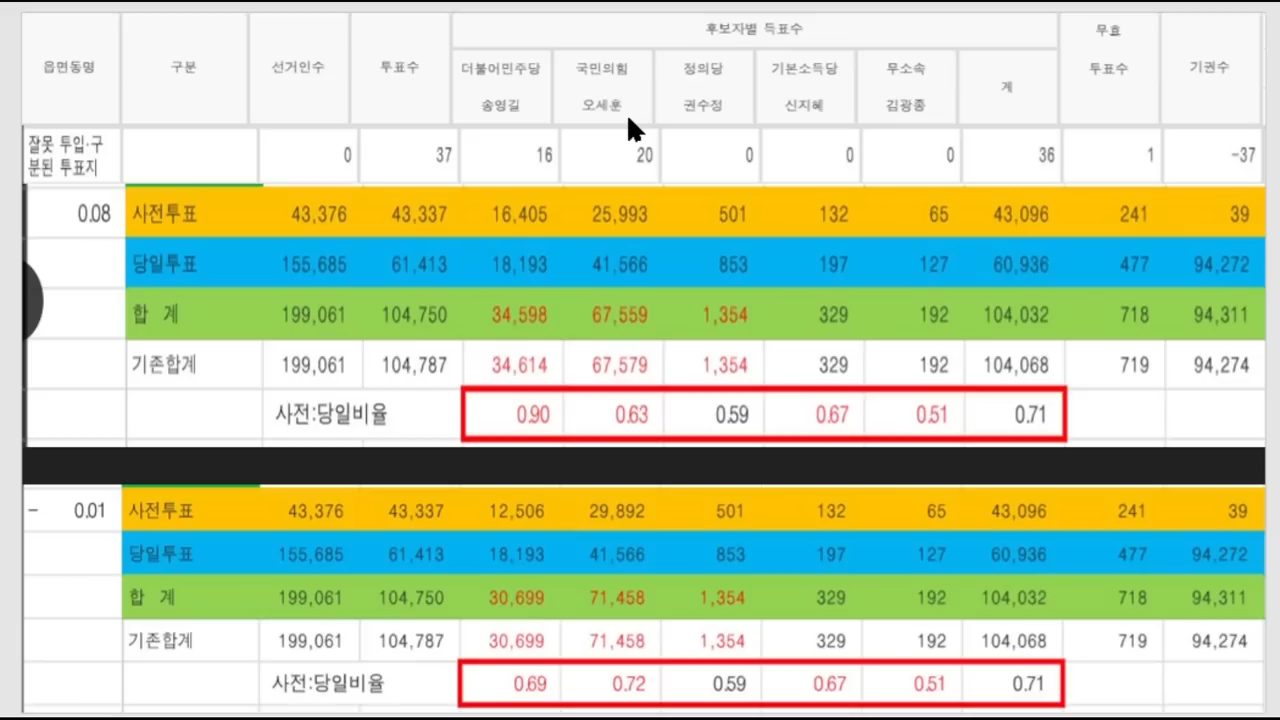 읍면동명 구분 선거인수 투표수 후보자별 득표수 무효 투표수 기권수
더불어민주당 송영길 국민의힘 오세훈 정의당 권수정 기본소득당 신지혜 무소속 김광종 계
잘못 투입·구
분된 투표지 0 37 16 20 0 0 0 36 1 -37
0.08 사전투표 43,376 43,337 16,405 25,993 501 132 65 43,096 241 39
당일투표 155,685 61,413 18,193 41,566 853 197 127 60,936 477 94,272
합 계 199,061 104,750 34,598 67,559 1,354 329 192 104,032 718 94,311
기존합계 199,061 104,787 34,614 67,579 1,354 329 192 104,068 719 94,274
사전:당일비율 0.90 0.63 0.59 0.67 0.51 0.71
- 0.01 사전투표 43,376 43,337 12,506 29,892 501 132 65 43,096 241 39
당일투표 155,685 61,413 18,193 41,566 853 197 127 60,936 477 94,272
합 계 199,061 104,750 30,699 71,458 1,354 329 192 104,032 718 94,311
기존합계 199,061 104,787 30,699 71,458 1,354 329 192 104,068 719 94,274
사전:당일비율 0.69 0.72 0.59 0.67 0.51 0.71